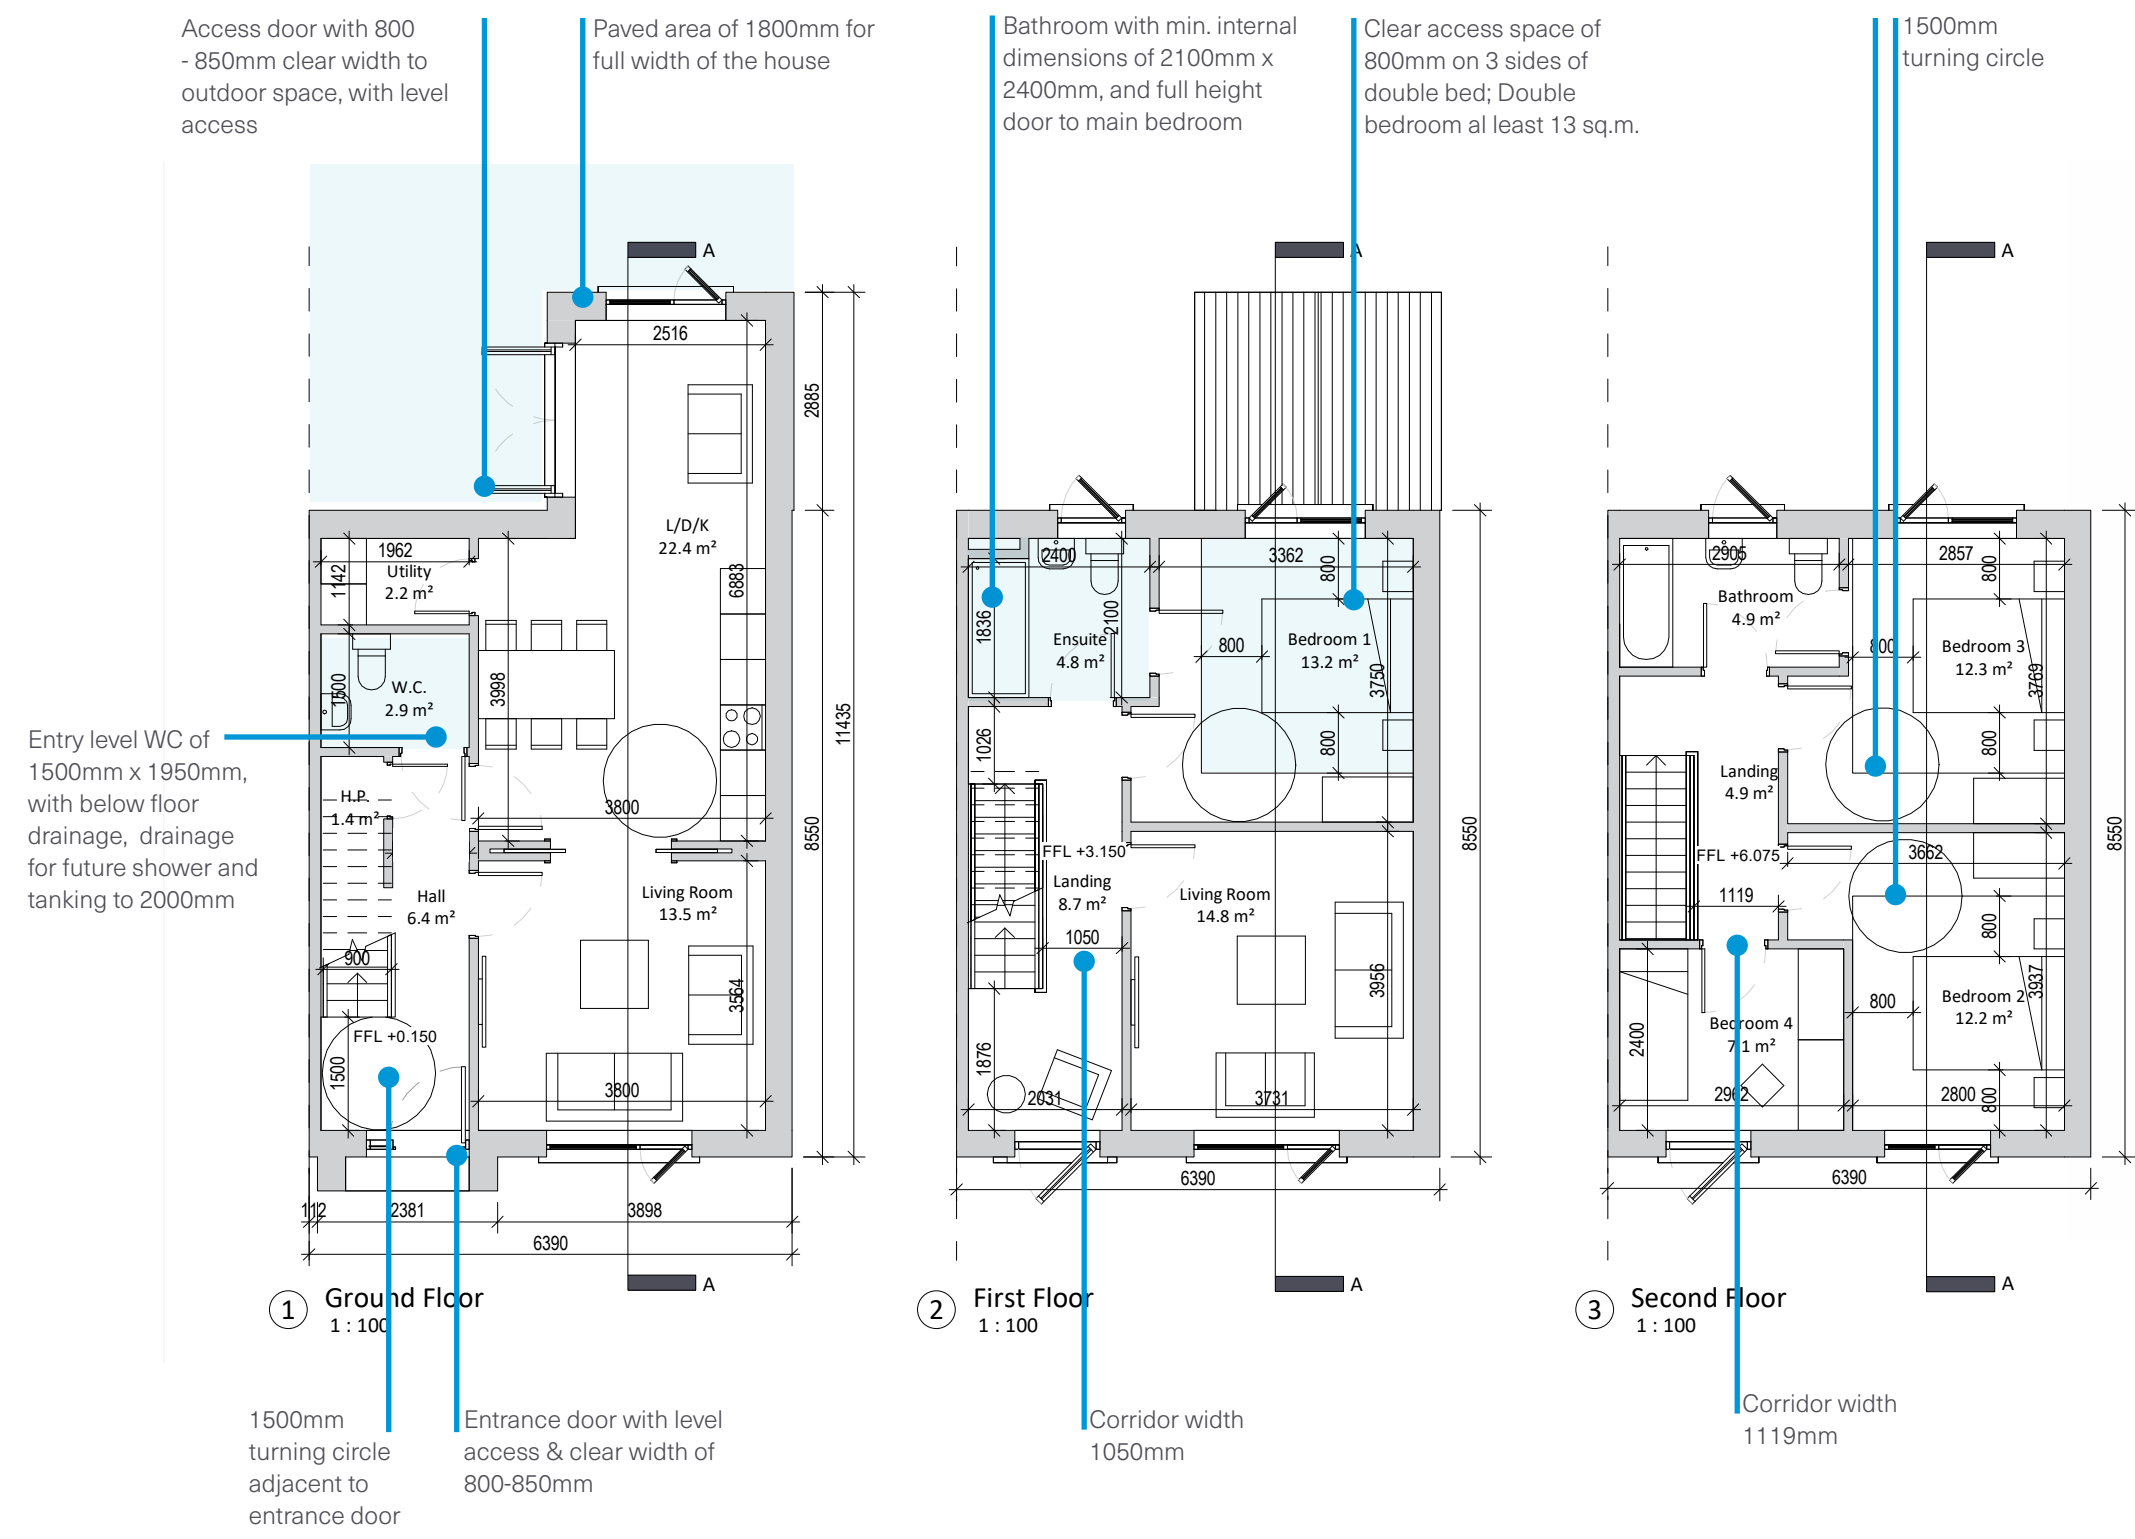 Access door with 800
- 850mm clear width to
outdoor space, with level
access
Paved area of 1800mm for
full width of the house
Bathroom with min. internal
dimensions of 2100mm x
2400mm, and full height
door to main bedroom
Clear access space of
800mm on 3 sides of
double bed; Double
bedroom al least 13 sq.m.
1500mm
turning circle
A
2516
2885
L/D/K
22.4 m²
1962
Utility
2.2 m²
1142
6883
W.C.
2.9 m²
1500
3998
11435
Entry level WC of
1500mm x 1950mm,
with below floor
drainage, drainage
for future shower and
tanking to 2000mm
H.P.
1.4 m²
3800
8550
Hall
6.4 m²
Living Room
13.5 m²
900
3564
FFL +0.150
1500
3800
112
2381
3898
6390
A
1
Ground Floor
1 : 100
1500mm
turning circle
adjacent to
entrance door
Entrance door with level
access & clear width of
800-850mm
A
2400
3362
800
1836
2100
Ensuite
4.8 m²
800
Bedroom 1
13.2 m²
3750
1026
800
FFL +3.150
Landing
8.7 m²
Living Room
14.8 m²
8550
1050
3956
1876
2031
3731
6390
A
2
First Floor
1 : 100
Corridor width
1050mm
A
2905
2857
800
Bathroom
4.9 m²
800
Bedroom 3
12.3 m²
3769
Landing
4.9 m²
800
FFL +6.075
3662
8550
1119
800
Bedroom 2
12.2 m²
3937
800
Bedroom 4
7.1 m²
2400
2962
2800
800
6390
A
3
Second Floor
1 : 100
Corridor width
1119mm